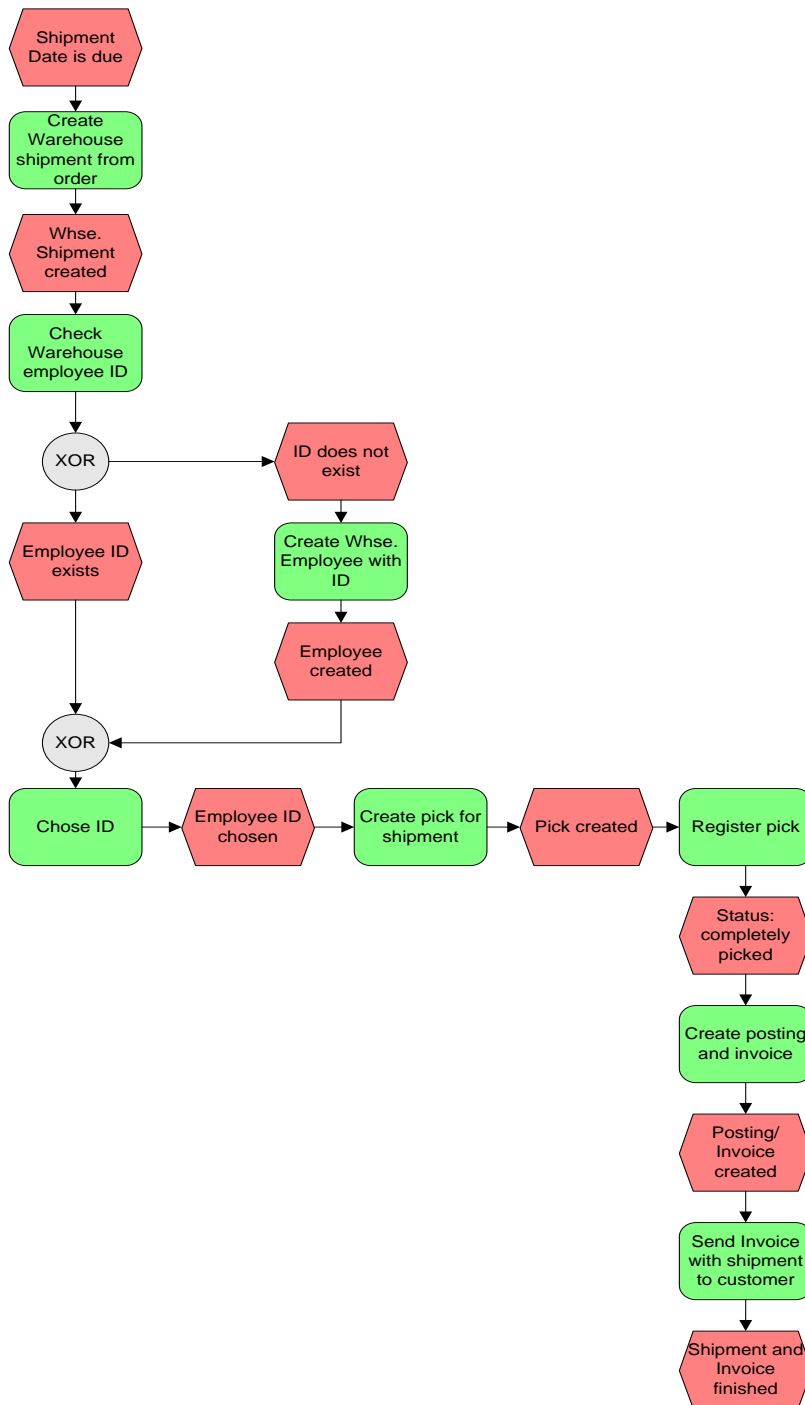 Shipment
Date is due
Create
Warehouse
shipment from
order
Whse.
Shipment
created
Check
Warehouse
employee ID
XOR
ID does not
exist
Employee ID
exists
Create Whse.
Employee with
ID
Employee
created
XOR
Chose ID
Employee ID
chosen
Create pick for
shipment
Pick created
Register pick
Status:
completely
picked
Create posting
and invoice
Posting/
Invoice
created
Send Invoice
with shipment
to customer
Shipment and
Invoice
finished